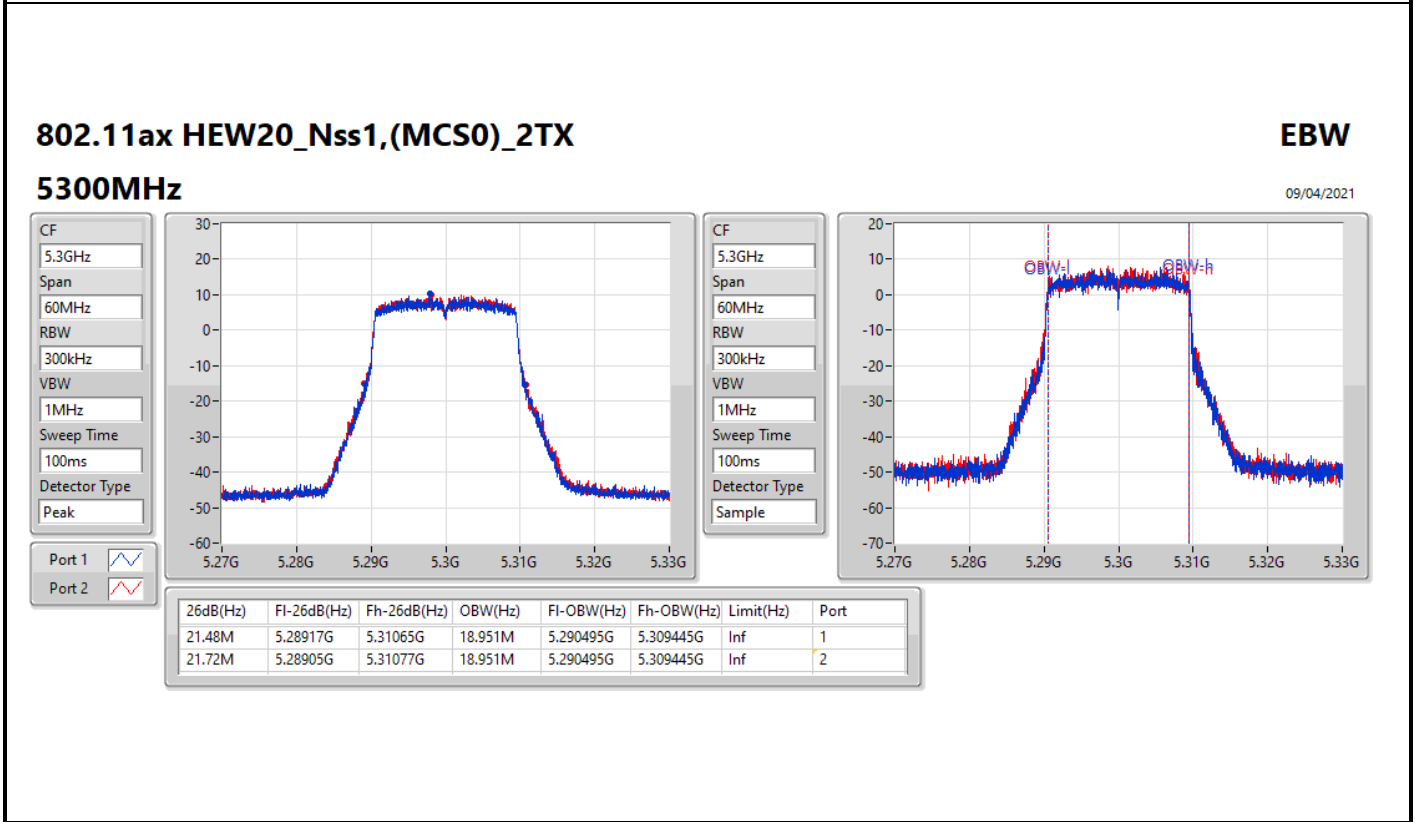 802.11ax HEW20_Nss1,(MCS0)_2TX
EBW
5300MHz
09/04/2021
CF
5.3GHz
Span
60MHz
RBW
300kHz
VBW
1MHz
Sweep Time
100ms
Detector Type
Peak
Port 1
Port 2
30
20
10
0
-10
-20
-30
-40
-50
-60
5.27G 5.28G 5.29G 5.3G 5.31G 5.32G 5.33G
CF
5.3GHz
Span
60MHz
RBW
300kHz
VBW
1MHz
Sweep Time
100ms
Detector Type
Sample
20
10
0
-10
-20
-30
-40
-50
-60
-70
OBW-l
OBW-h
5.27G 5.28G 5.29G 5.3G 5.31G 5.32G 5.33G
26dB(Hz) Fl-26dB(Hz) Fh-26dB(Hz) OBW(Hz) Fl-OBW(Hz) Fh-OBW(Hz) Limit(Hz) Port
21.48M 5.28917G 5.31065G 18.951M 5.290495G 5.309445G Inf 1
21.72M 5.28905G 5.31077G 18.951M 5.290495G 5.309445G Inf 2